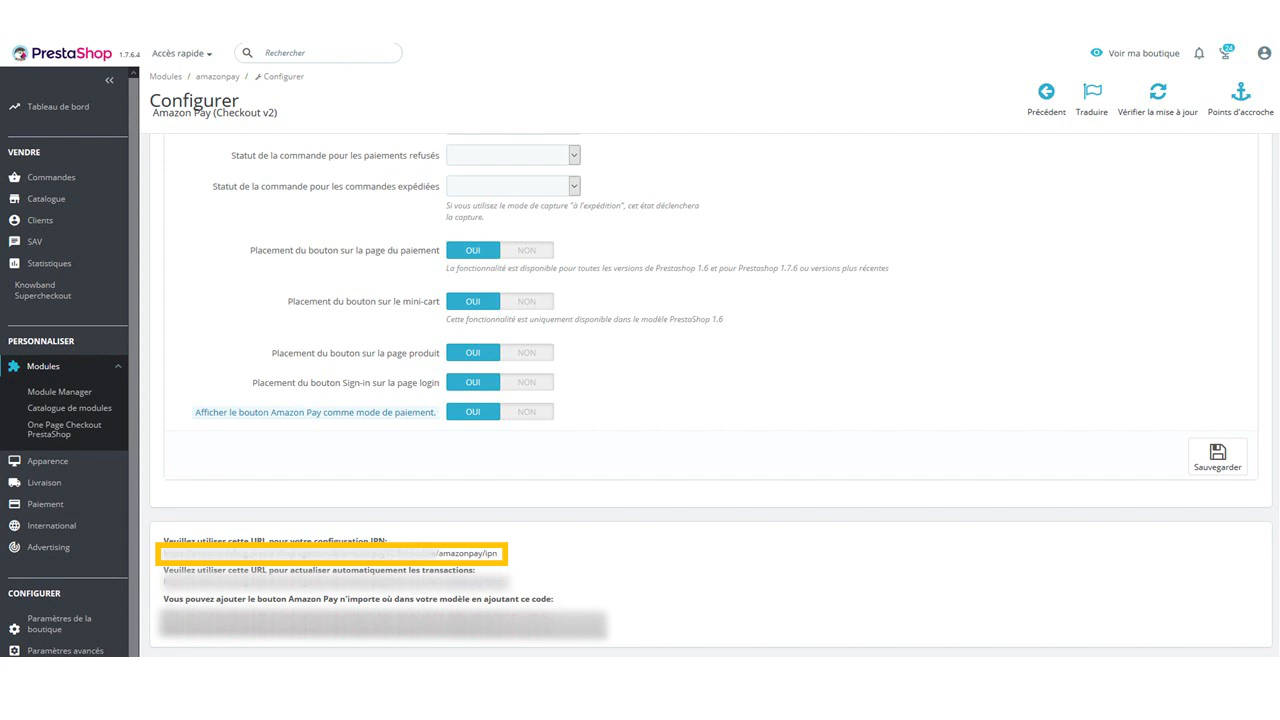 PrestaShop 1.7.6.4 Accès rapide Rechercher Voir ma boutique 24
Modules / amazonpay / Configurer
Configurer
Amazon Pay (Checkout v2)
Précédent Traduire Vérifier la mise à jour Points d'accroche
Tableau de bord
VENDRE
Commandes
Catalogue
Clients
SAV
Statistiques
Knowband
Supercheckout
PERSONNALISER
Modules
Module Manager
Catalogue de modules
One Page Checkout
PrestaShop
Apparence
Livraison
Paiement
International
Advertising
CONFIGURER
Paramètres de la
boutique
Paramètres avancés
Statut de la commande pour les paiements refusés
Statut de la commande pour les commandes expédiées
Si vous utilisez le mode de capture "à l'expédition", cet état déclenchera
la capture.
Placement du bouton sur la page du paiement OUI NON
La fonctionnalité est disponible pour toutes les versions de Prestashop 1.6 et pour Prestashop 1.7.6 ou versions plus récentes
Placement du bouton sur le mini-cart OUI NON
Cette fonctionnalité est uniquement disponible dans le modèle PrestaShop 1.6
Placement du bouton sur la page produit OUI NON
Placement du bouton Sign-in sur la page login OUI NON
Afficher le bouton Amazon Pay comme mode de paiement. OUI NON
Sauvegarder
Veuillez utiliser cette URL pour votre configuration IPN:
/amazonpay/ipn
Veuillez utiliser cette URL pour actualiser automatiquement les transactions:
Vous pouvez ajouter le bouton Amazon Pay n'importe où dans votre modèle en ajoutant ce code: